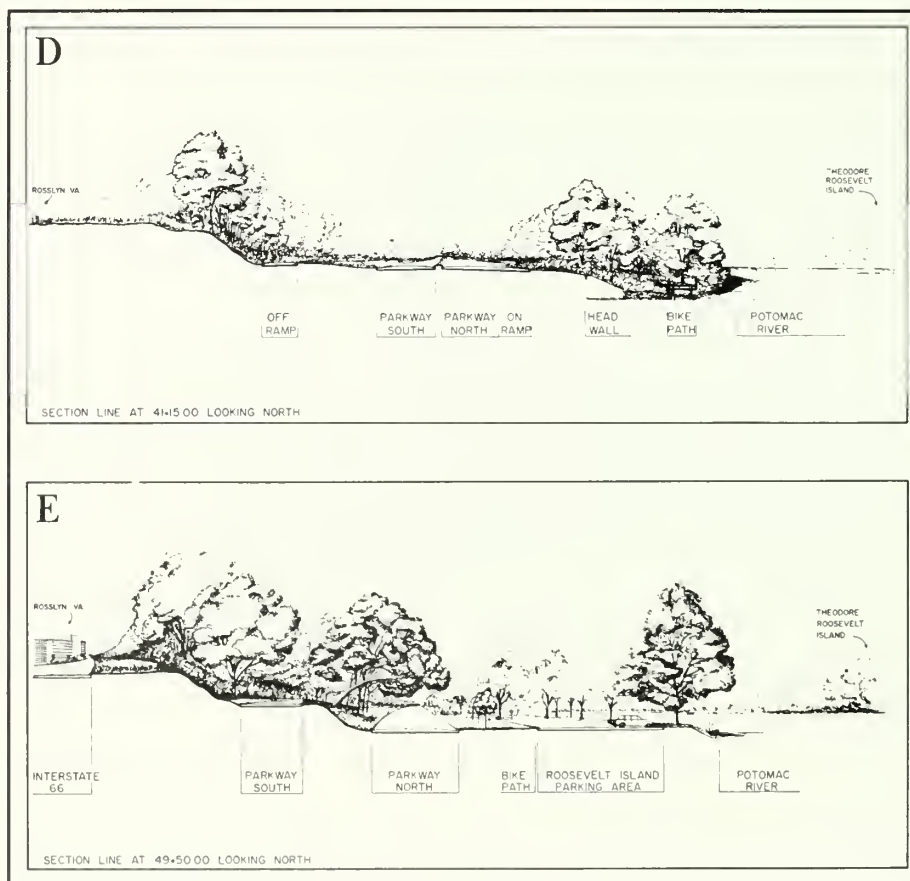 D
ROSSLYN VA.
THEODORE
ROOSEVELT
ISLAND
OFF
RAMP
PARKWAY
SOUTH
PARKWAY
NORTH
ON
RAMP
HEAD
WALL
BIKE
PATH
POTOMAC
RIVER
SECTION LINE AT 41+15.00 LOOKING NORTH
E
ROSSLYN VA.
THEODORE
ROOSEVELT
ISLAND
INTERSTATE
66
PARKWAY
SOUTH
PARKWAY
NORTH
BIKE
PATH
ROOSEVELT ISLAND
PARKING AREA
POTOMAC
RIVER
SECTION LINE AT 49+50.00 LOOKING NORTH